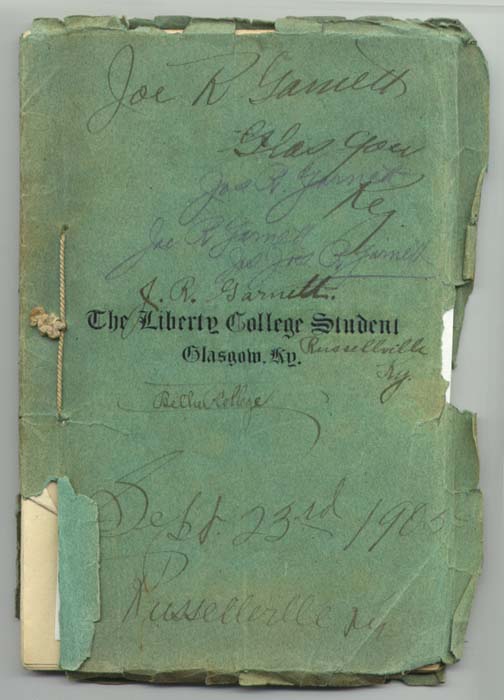 Joe R Garnett
Glasgow
Jos R. Garnett
Ky
Joe R Garnett
Jos R. Garnett
J. R. Garnett.
The Liberty College Student
Glasgow, Ky. Russellville
Ky.
Bethel College
Sept. 23rd 1905
Russellville Ky